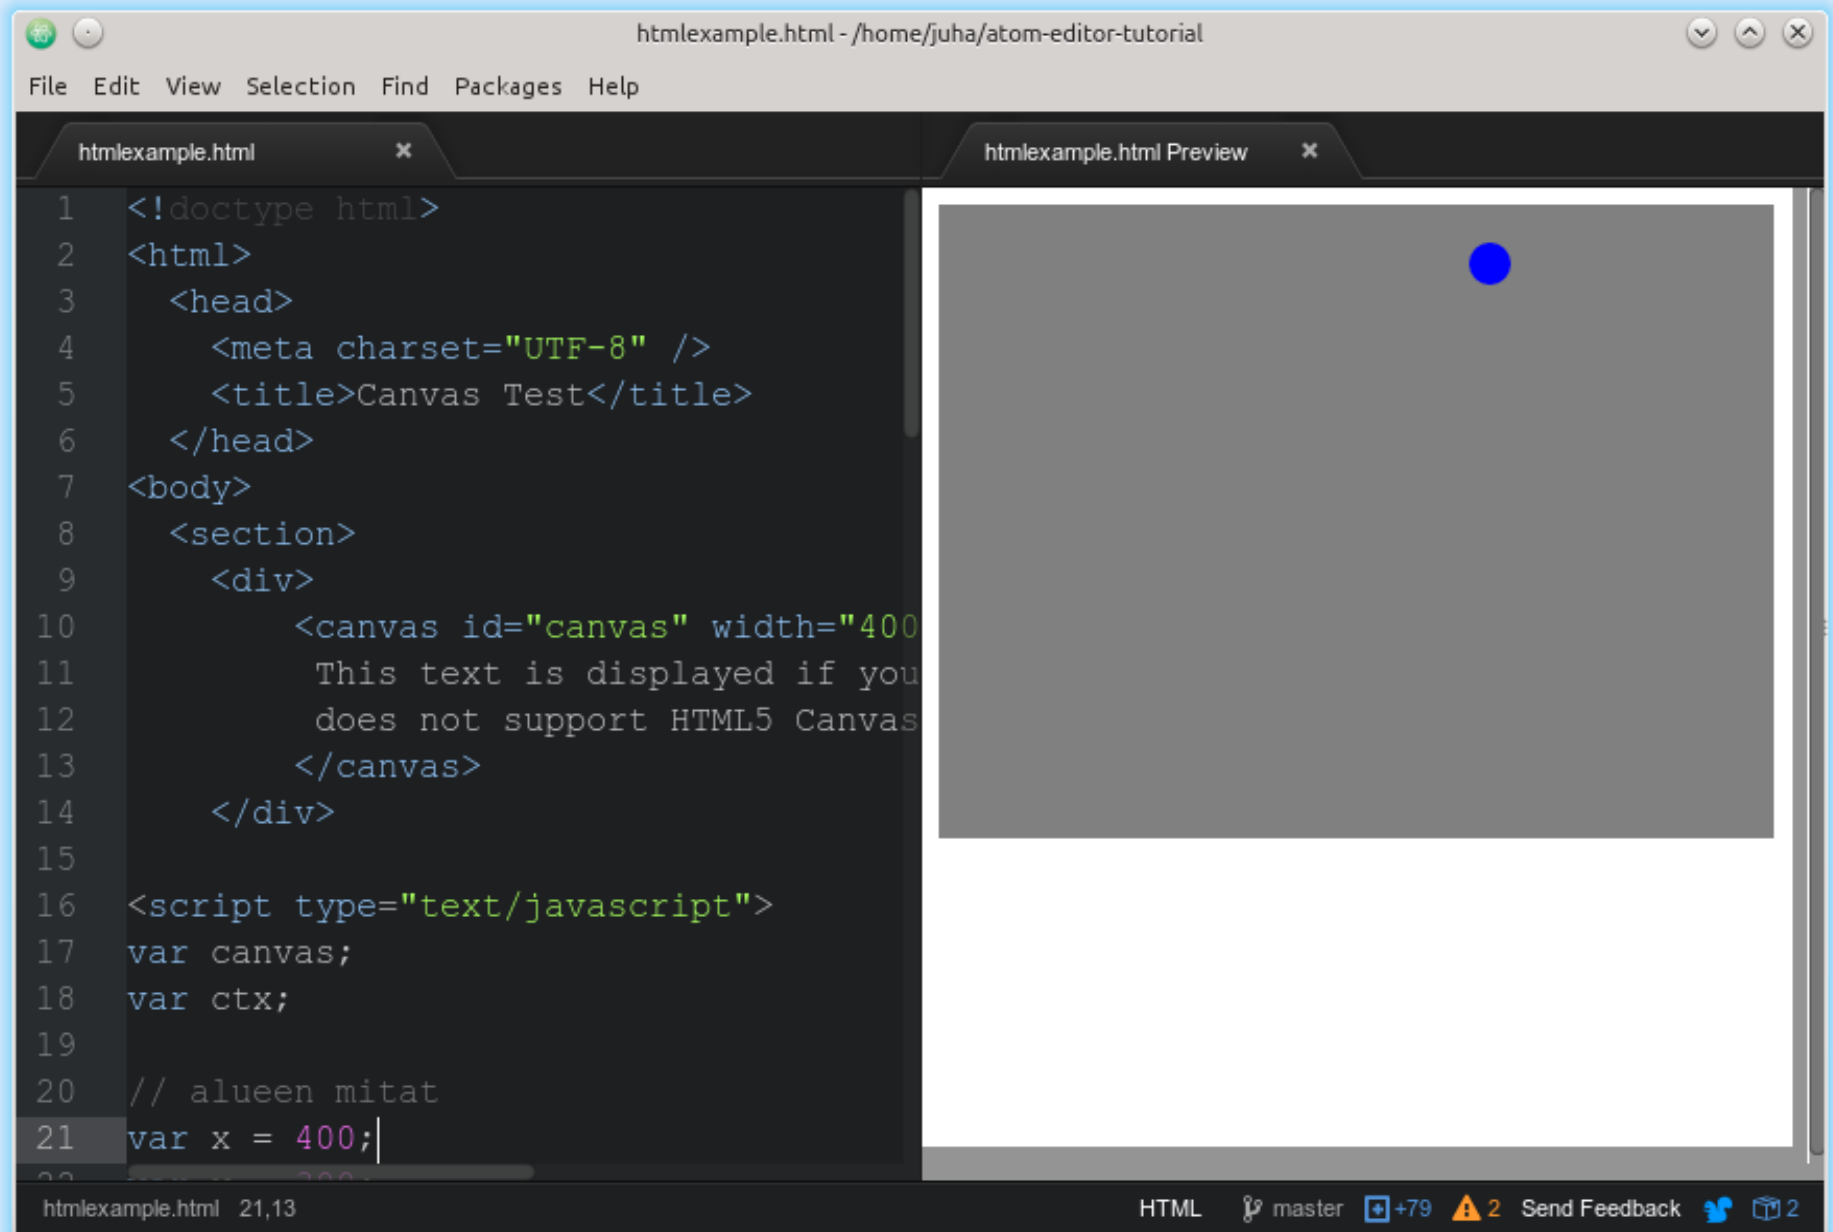 htmlexample.html - /home/juha/atom-editor-tutorial
File Edit View Selection Find Packages Help
htmlexample.html
htmlexample.html Preview
1 <!doctype html>
2 <html>
3 <head>
4 <meta charset="UTF-8" />
5 <title>Canvas Test</title>
6 </head>
7 <body>
8 <section>
9 <div>
10 <canvas id="canvas" width="400
11 This text is displayed if you
12 does not support HTML5 Canvas
13 </canvas>
14 </div>
15
16 <script type="text/javascript">
17 var canvas;
18 var ctx;
19
20 // alueen mitat
21 var x = 400;
htmlexample.html 21,13 HTML master +79 2 Send Feedback 2